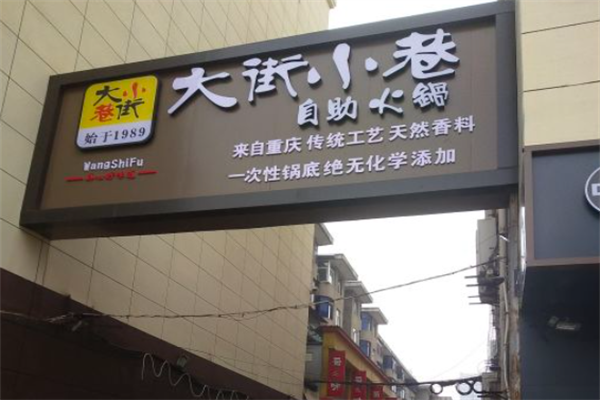 大街小巷
自助火鍋
来自重庆 传统工艺 天然香料
一次性锅底 绝无化学添加
大小
巷街
始于1989
WangShiFu